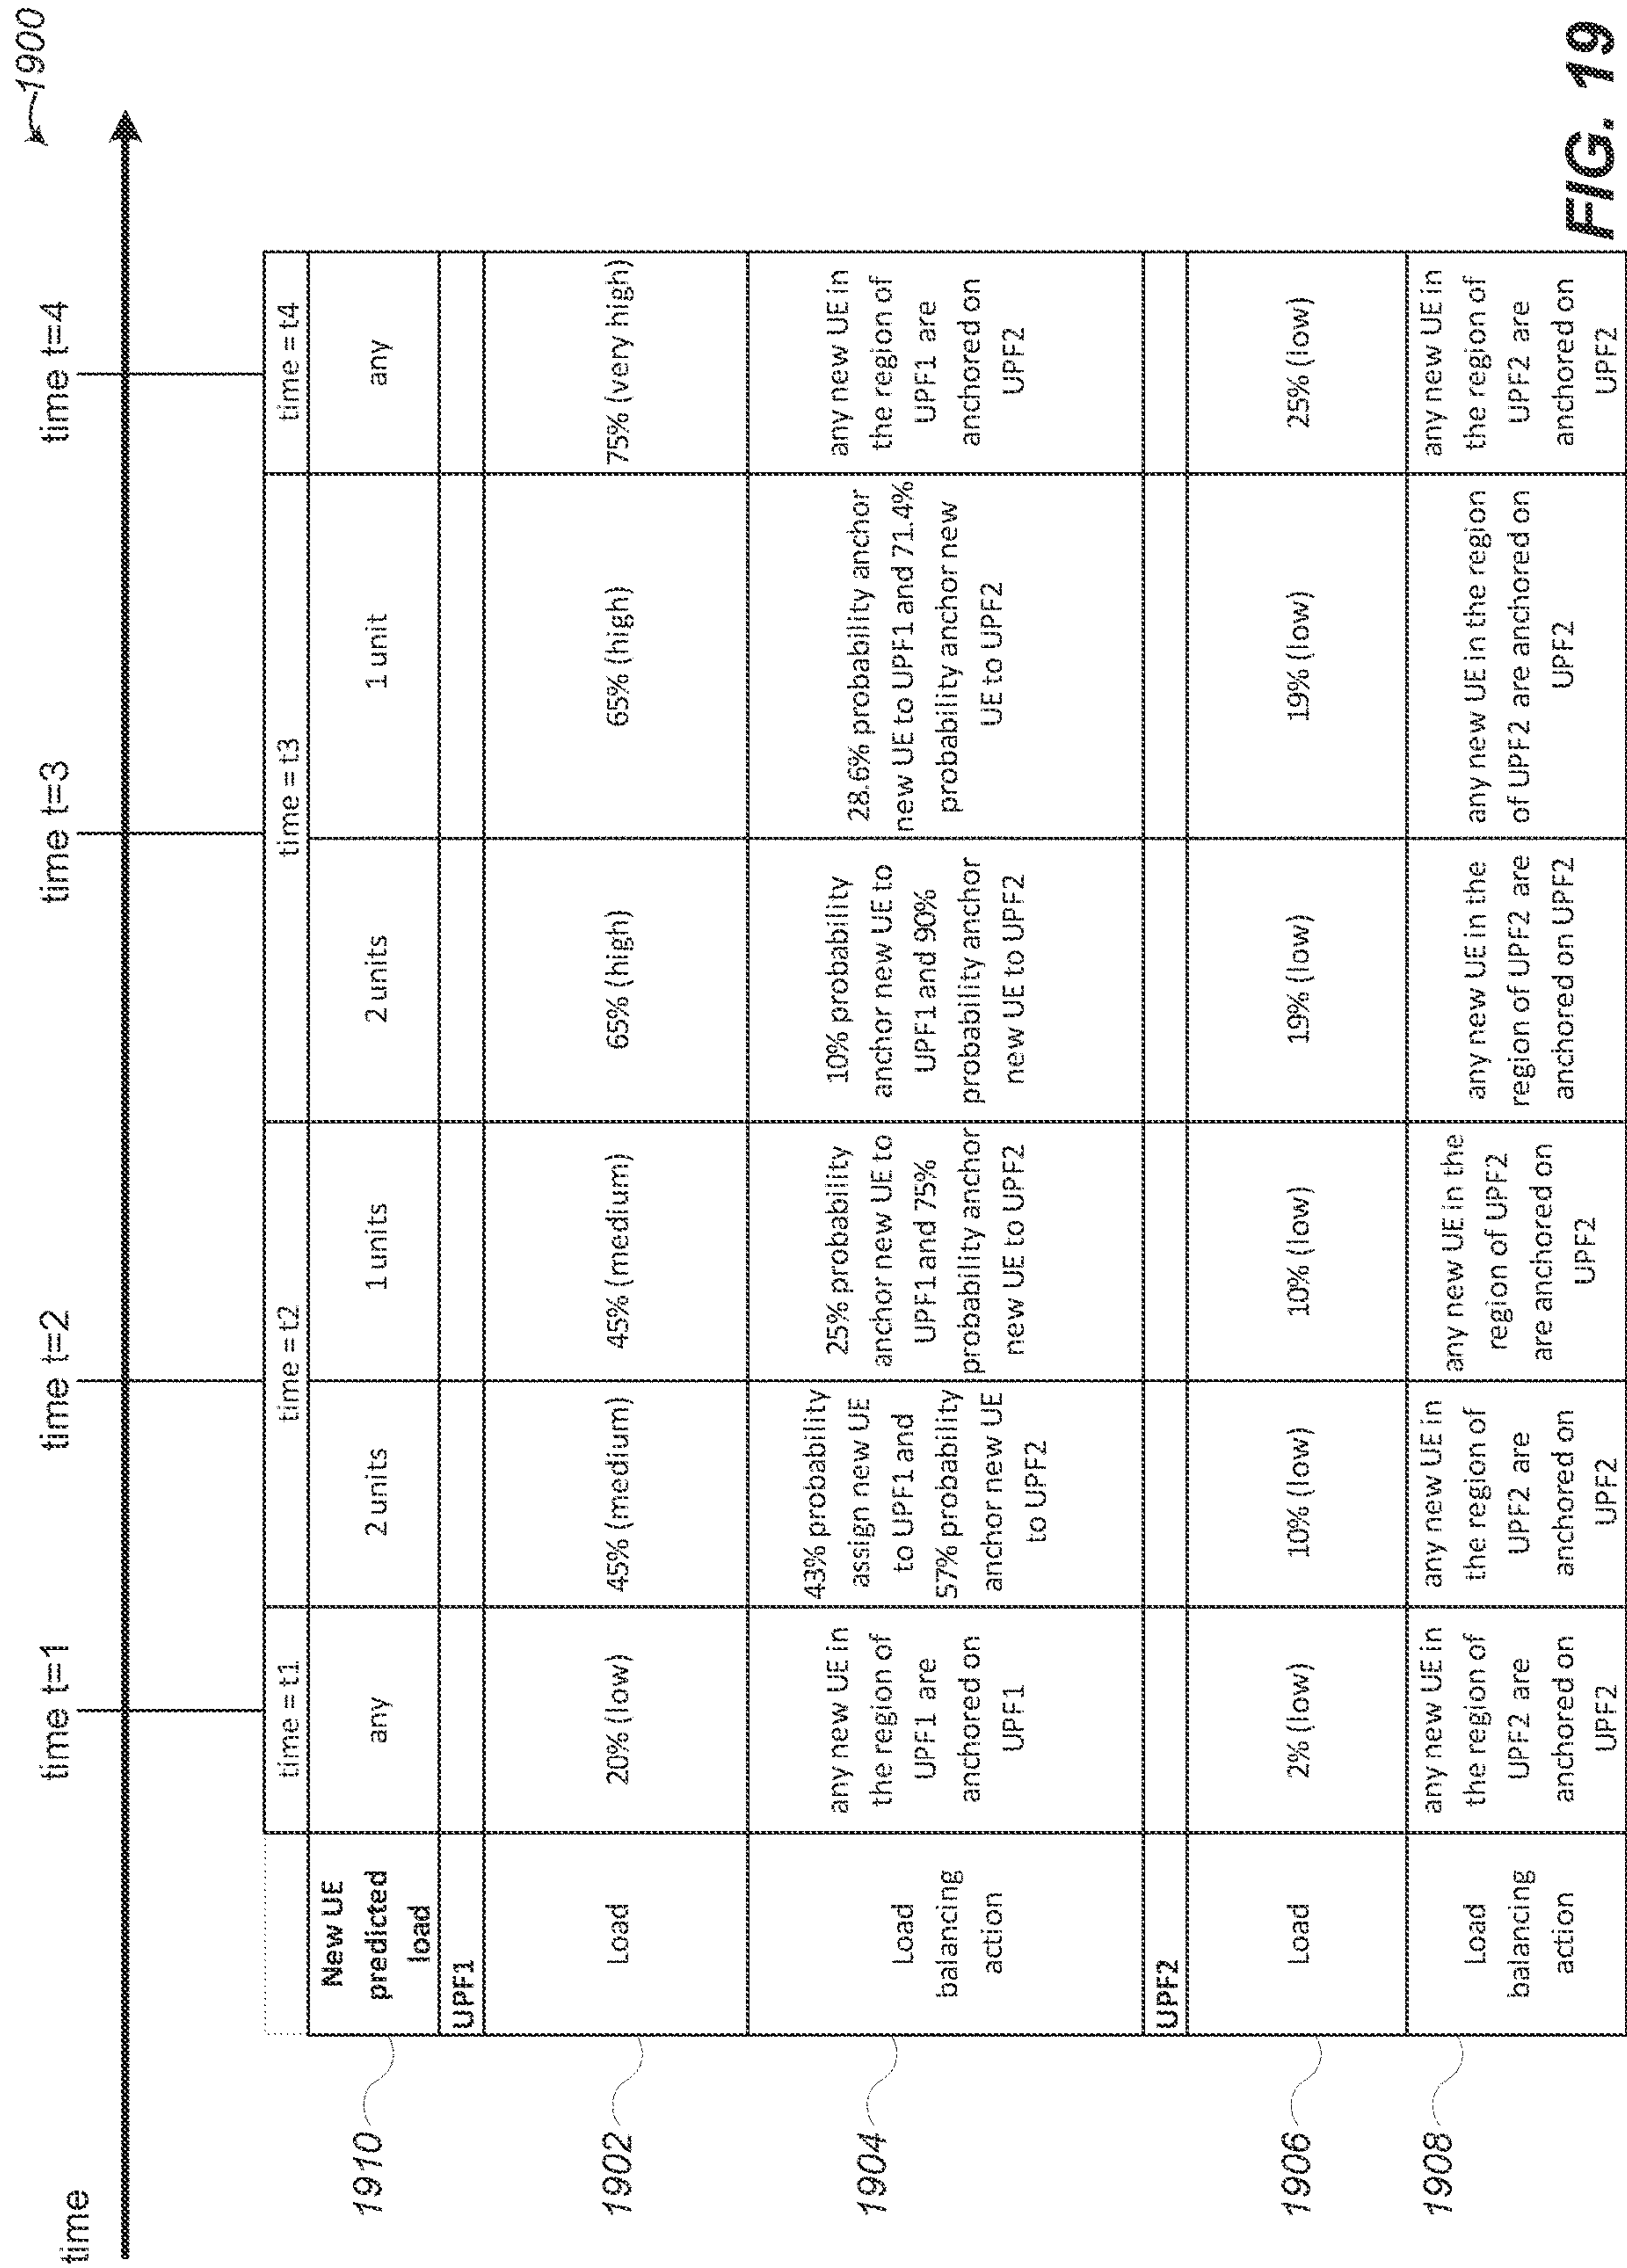 1900
time
time t=1
time t=2
time t=3
time t=4
time = t1
time = t2
time = t3
time = t4
1910
New UE
predicted
load
any
2 units
1 units
2 units
1 unit
any
UPF1
1902
Load
20% (low)
45% (medium)
45% (medium)
65% (high)
65% (high)
75% (very high)
1904
Load
balancing
action
any new UE in
the region of
UPF1 are
anchored on
UPF1
43% probability
assign new UE
to UPF1 and
57% probability
anchor new UE
to UPF2
25% probability
anchor new UE to
UPF1 and 75%
probability anchor
new UE to UPF2
10% probability
anchor new UE to
UPF1 and 90%
probability anchor
new UE to UPF2
28.6% probability anchor
new UE to UPF1 and 71.4%
probability anchor new
UE to UPF2
any new UE in
the region of
UPF1 are
anchored on
UPF2
UPF2
1906
Load
2% (low)
10% (low)
10% (low)
19% (low)
19% (low)
25% (low)
1908
Load
balancing
action
any new UE in
the region of
UPF2 are
anchored on
UPF2
any new UE in
the region of
UPF2 are
anchored on
UPF2
any new UE in the
region of UPF2
are anchored on
UPF2
any new UE in the
region of UPF2 are
anchored on UPF2
any new UE in the region
of UPF2 are anchored on
UPF2
any new UE in
the region of
UPF2 are
anchored on
UPF2
FIG. 19